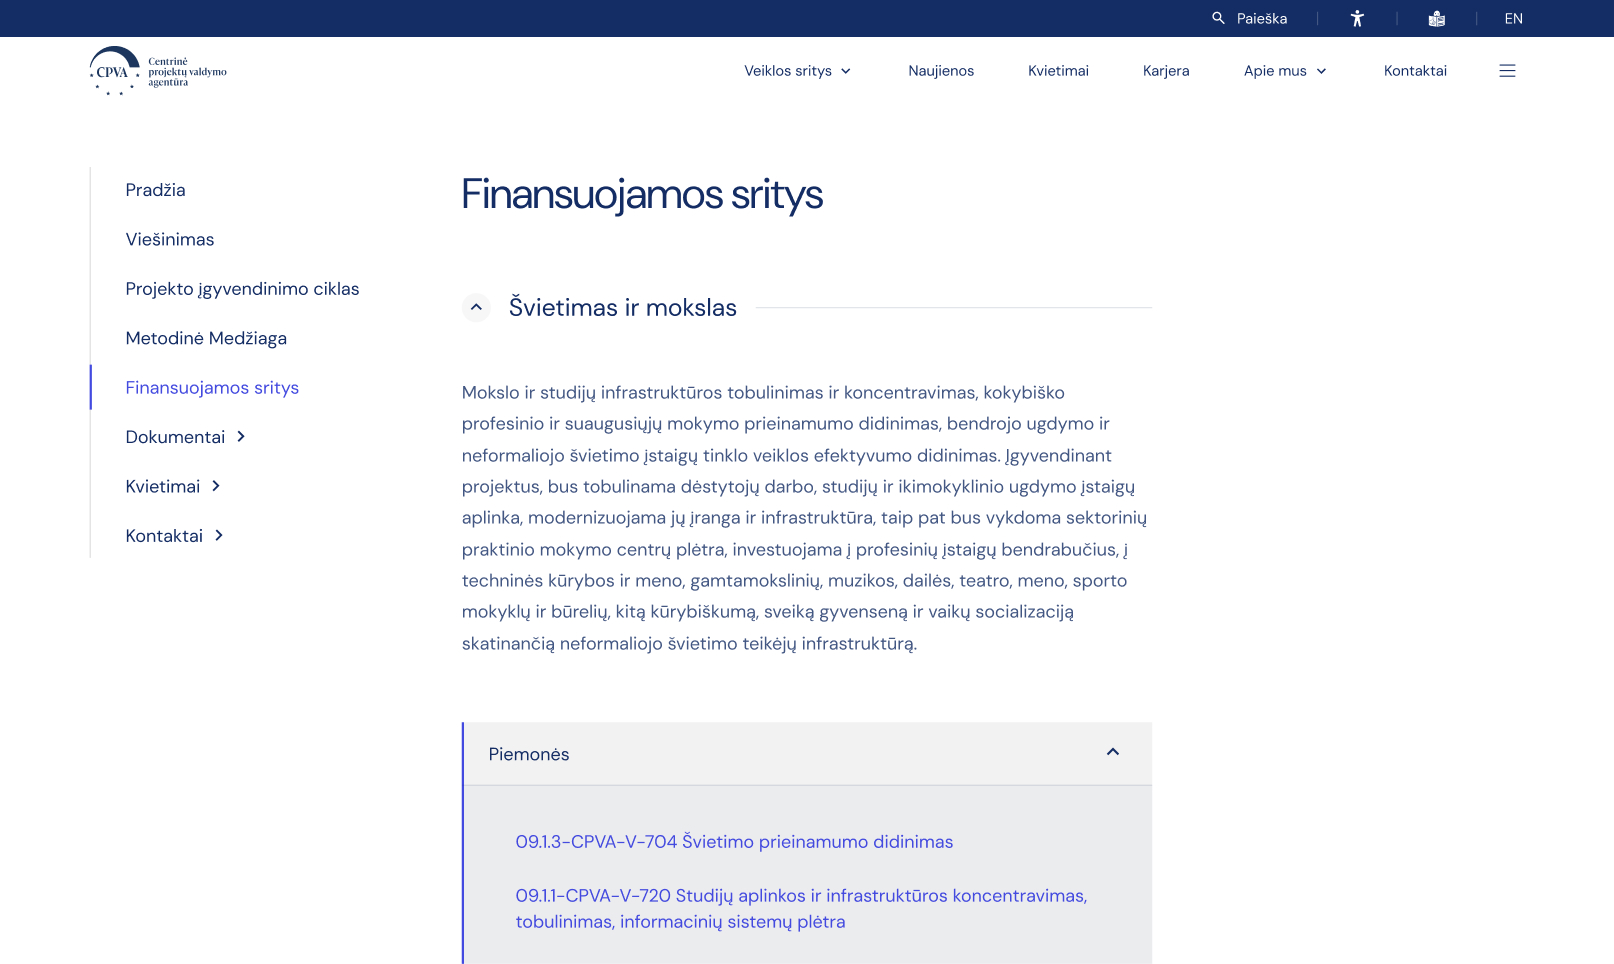 Paieška
EN
CPVA
Centrinė
projektų valdymo
agentūra
Veiklos sritys
Naujienos
Kvietimai
Karjera
Apie mus
Kontaktai
Pradžia
Viešinimas
Projekto įgyvendinimo ciklas
Metodinė Medžiaga
Finansuojamos sritys
Dokumentai
Kvietimai
Kontaktai
Finansuojamos sritys
Švietimas ir mokslas
Mokslo ir studijų infrastruktūros tobulinimas ir koncentravimas, kokybiško
profesinio ir suaugusiųjų mokymo prieinamumo didinimas, bendrojo ugdymo ir
neformaliojo švietimo įstaigų tinklo veiklos efektyvumo didinimas. Įgyvendinant
projektus, bus tobulinama dėstytojų darbo, studijų ir ikimokyklinio ugdymo įstaigų
aplinka, modernizuojama jų įranga ir infrastruktūra, taip pat bus vykdoma sektorinių
praktinio mokymo centrų plėtra, investuojama į profesinių įstaigų bendrabučius, į
techninės kūrybos ir meno, gamtamokslinių, muzikos, dailės, teatro, meno, sporto
mokyklų ir būrelių, kitą kūrybiškumą, sveiką gyvenseną ir vaikų socializaciją
skatinančią neformaliojo švietimo teikėjų infrastruktūrą.
Piemonės
09.1.3-CPVA-V-704 Švietimo prieinamumo didinimas
09.1.1-CPVA-V-720 Studijų aplinkos ir infrastruktūros koncentravimas,
tobulinimas, informacinių sistemų plėtra